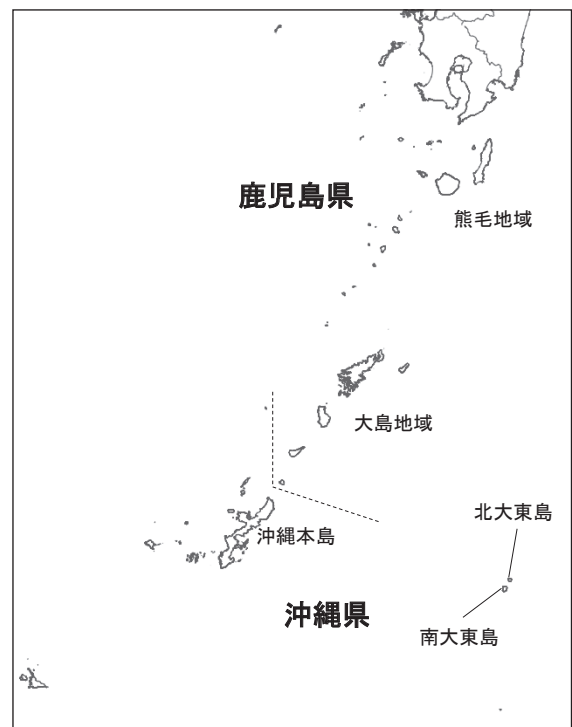 鹿児島県
熊毛地域
大島地域
北大東島
沖縄本島
沖縄県
南大東島